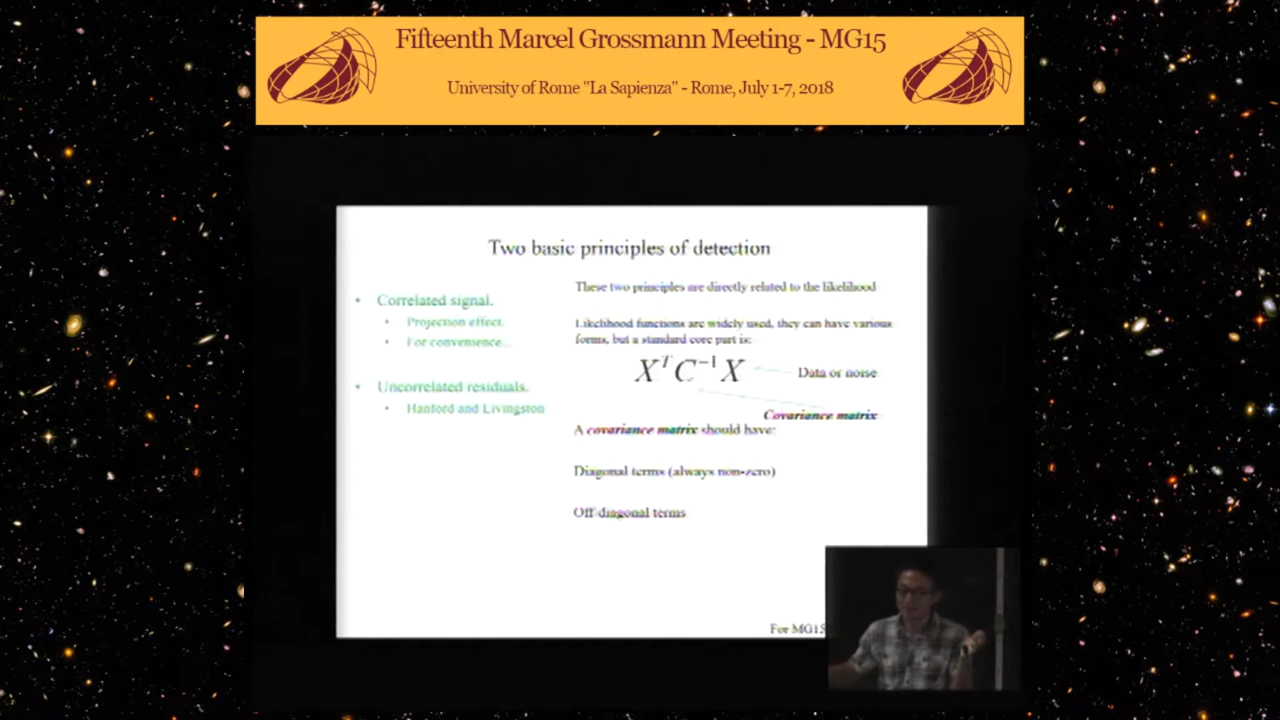 Fifteenth Marcel Grossmann Meeting - MG15
University of Rome "La Sapienza" - Rome, July 1-7, 2018
Two basic principles of detection
• Correlated signal.
• Projection effect.
• For convenience...
• Uncorrelated residuals.
• Hanford and Livingston
These two principles are directly related to the likelihood
Likelihood functions are widely used, they can have various
forms, but a standard core part is:
X^T C^{-1} X
Data or noise
Covariance matrix
A covariance matrix should have:
Diagonal terms (always non-zero)
Off-diagonal terms
For MG15